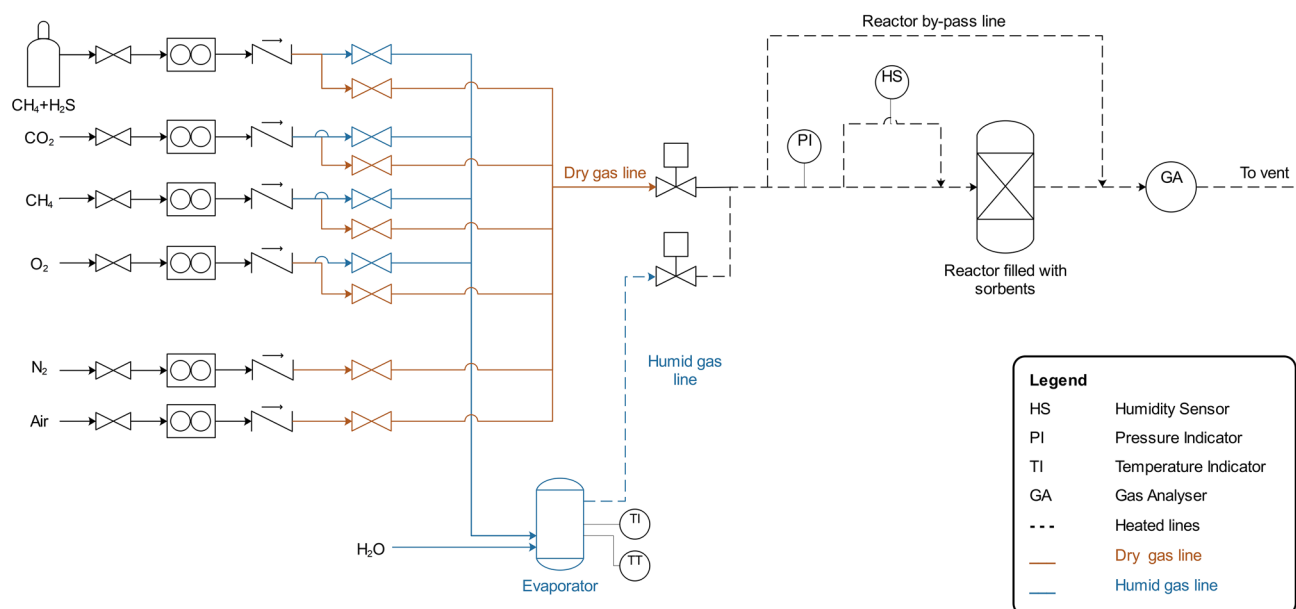 Reactor by-pass line
HS
CH₄+H₂S
CO₂
PI
Dry gas line
GA
To vent
CH₄
O₂
Reactor filled with
sorbents
N₂
Humid gas
line
Air
Legend
HS Humidity Sensor
PI Pressure Indicator
TI Temperature Indicator
GA Gas Analyser
Heated lines
Dry gas line
Humid gas line
TI
H₂O
TT
Evaporator